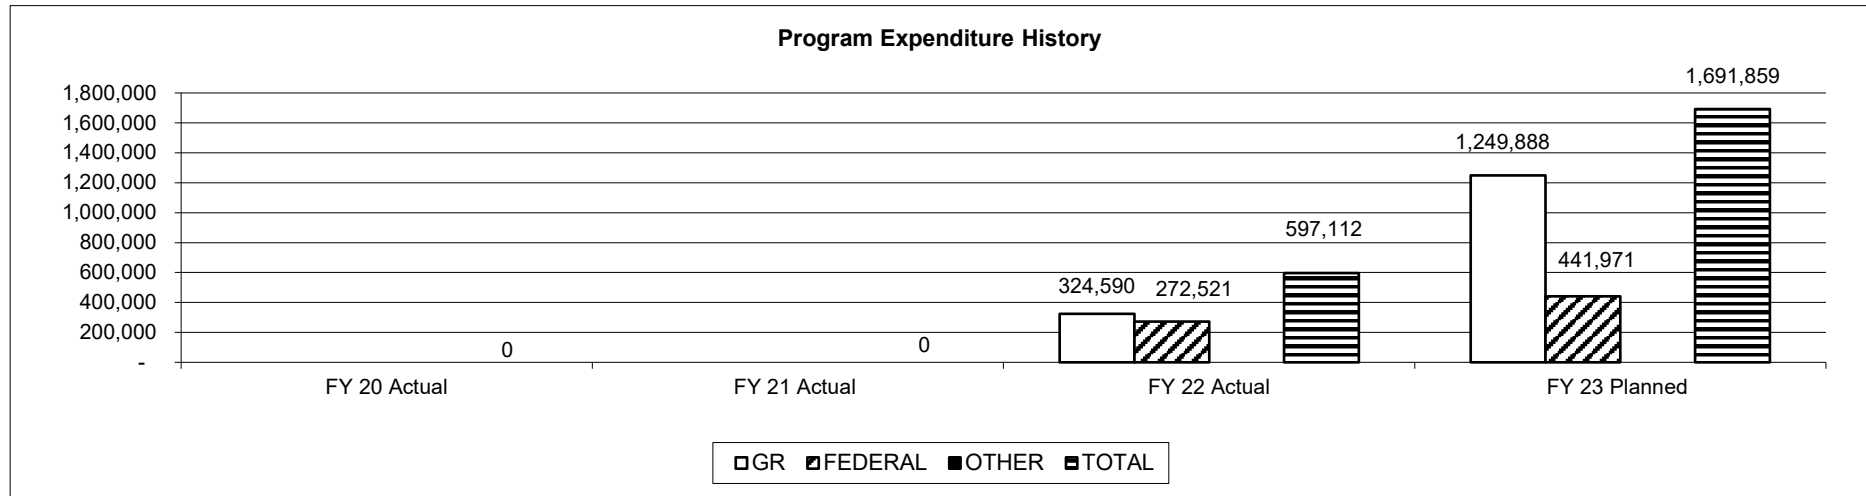 Program Expenditure History
1,691,859
1,800,000
1,600,000
1,400,000
1,200,000
1,000,000
800,000
600,000
400,000
200,000
-
1,249,888
597,112
441,971
324,590
272,521
0
0
FY 20 Actual
FY 21 Actual
FY 22 Actual
FY 23 Planned
GR
FEDERAL
OTHER
TOTAL